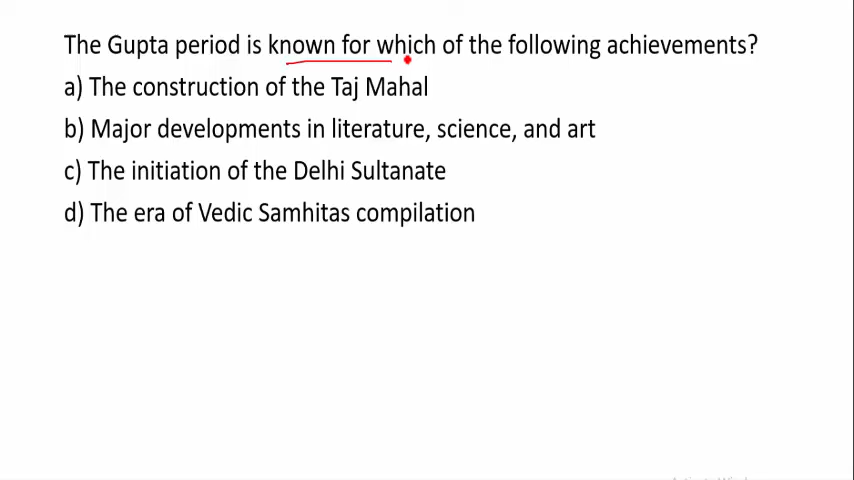 The Gupta period is known for which of the following achievements?
a) The construction of the Taj Mahal
b) Major developments in literature, science, and art
c) The initiation of the Delhi Sultanate
d) The era of Vedic Samhitas compilation